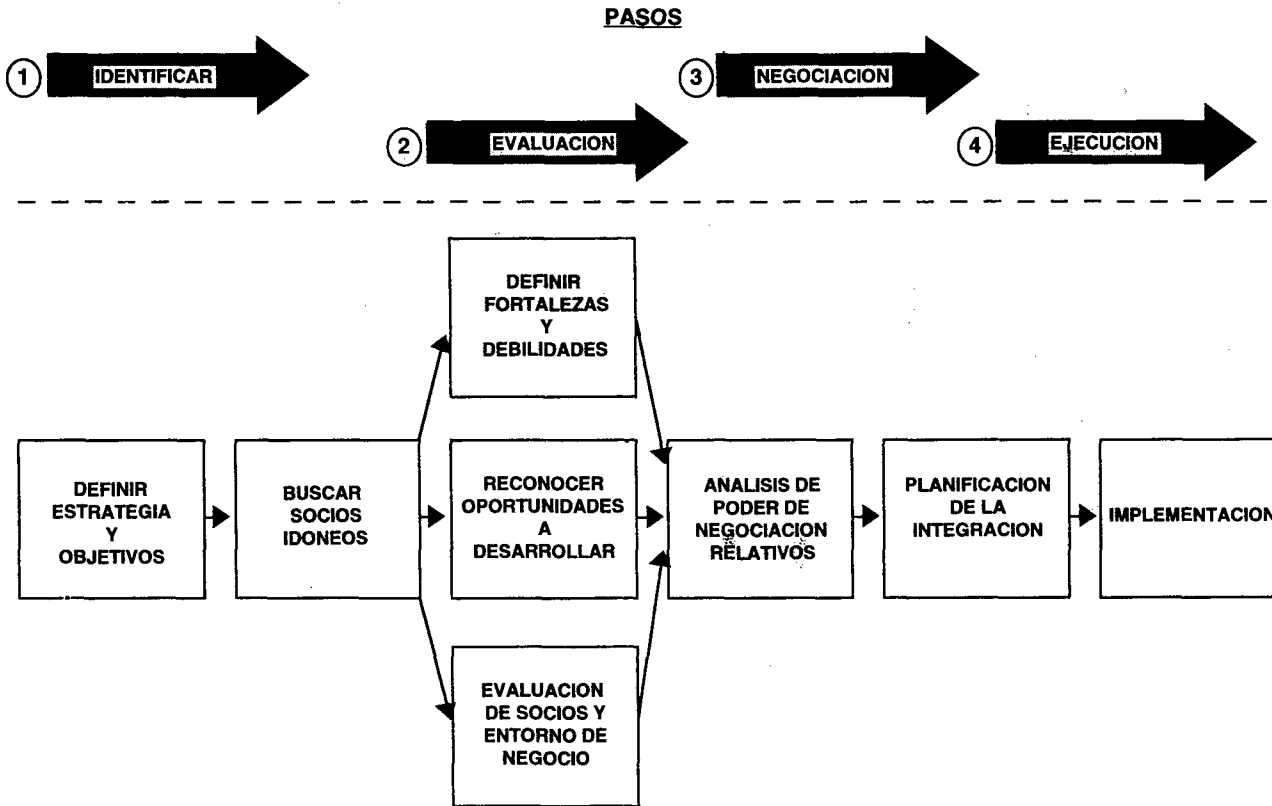 PASOS
1 IDENTIFICAR
3 NEGOCIACION
2 EVALUACION
4 EJECUCION
DEFINIR
FORTALEZAS
Y
DEBILIDADES
DEFINIR
ESTRATEGIA
Y
OBJETIVOS
BUSCAR
SOCIOS
IDONEOS
RECONOCER
OPORTUNIDADES
A
DESARROLLAR
ANALISIS DE
PODER DE
NEGOCIACION
RELATIVOS
PLANIFICACION
DE LA
INTEGRACION
IMPLEMENTACION
EVALUACION
DE SOCIOS Y
ENTORNO DE
NEGOCIO